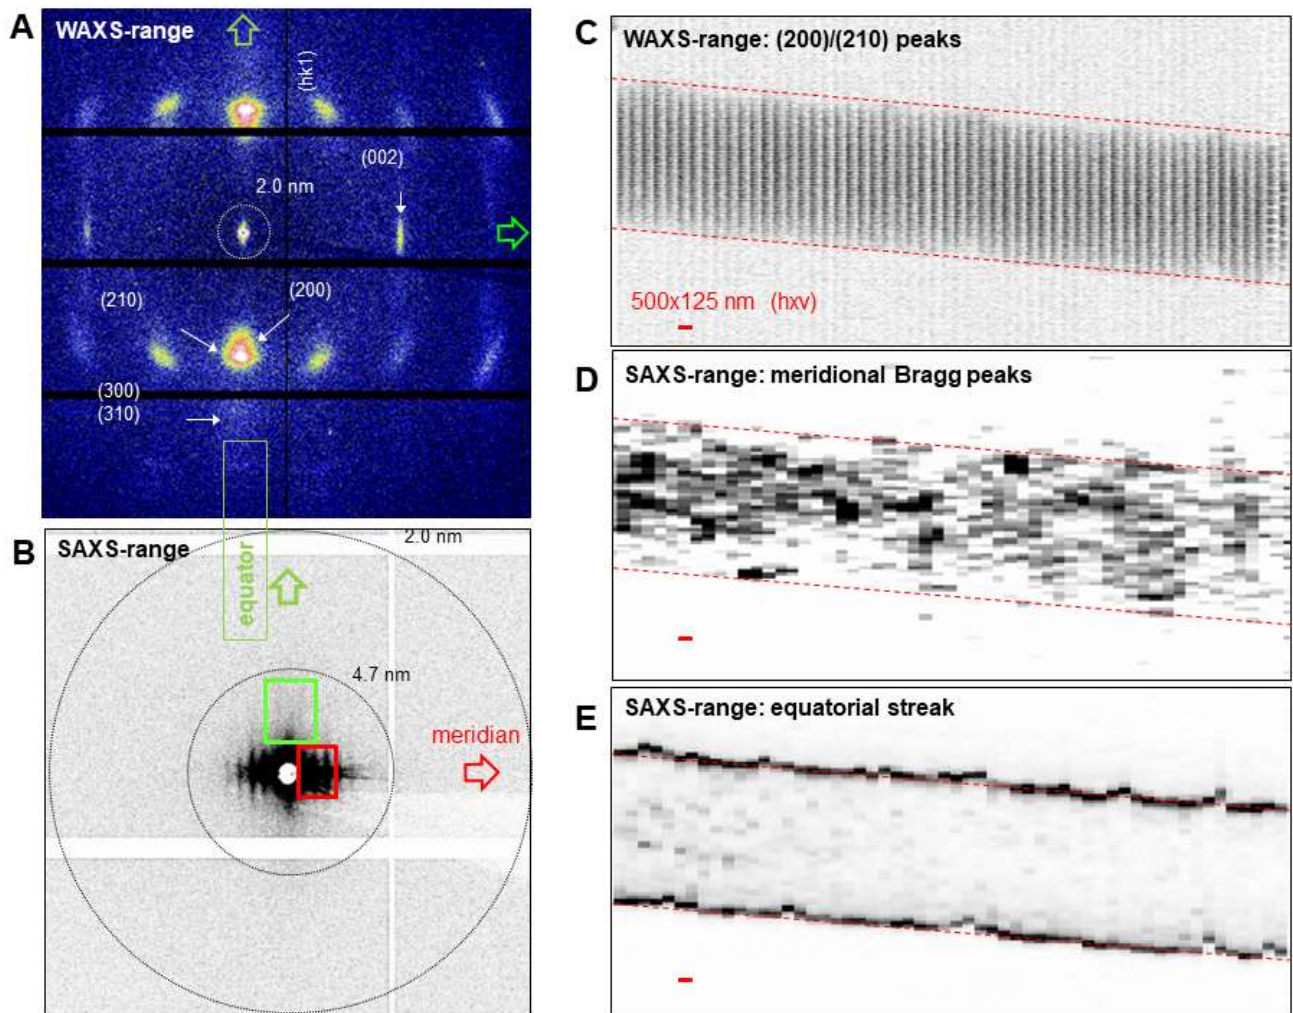 A
WAXS-range
(hk1)
(002)
2.0 nm
(210)
(200)
(300)
(310)
B
SAXS-range
2.0 nm
equator
4.7 nm
meridian
C
WAXS-range: (200)/(210) peaks
500x125 nm (hxv)
D
SAXS-range: meridional Bragg peaks
E
SAXS-range: equatorial streak